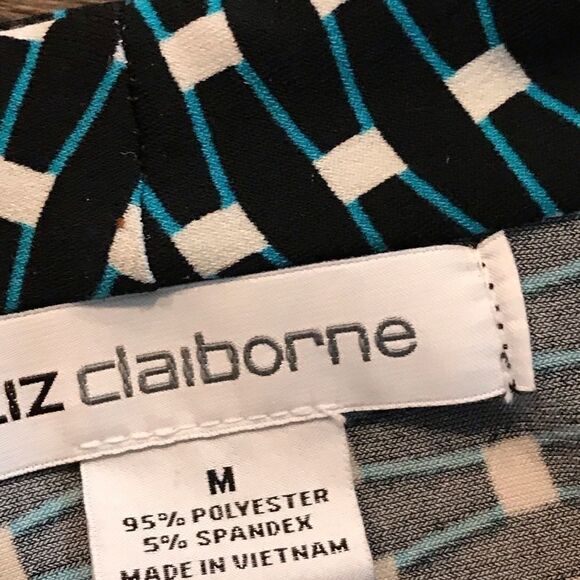 LIZ claiborne
M
95% POLYESTER
5% SPANDEX
MADE IN VIETNAM